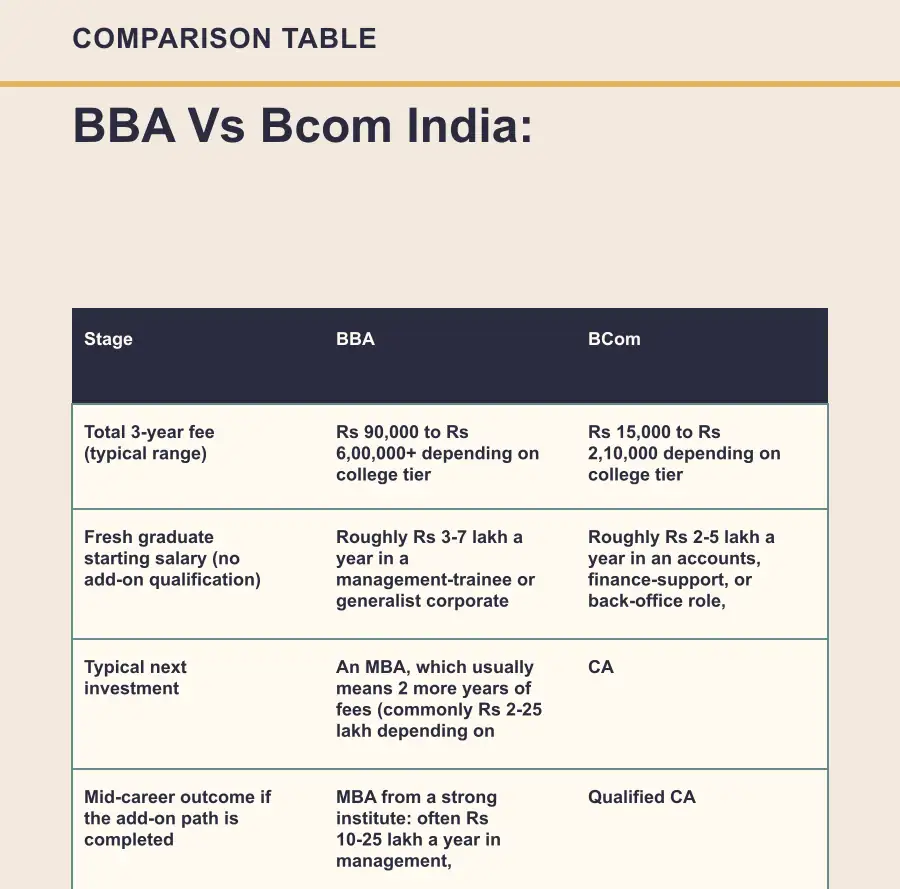 COMPARISON TABLE
BBA Vs Bcom India:
Stage
BBA
BCom
Total 3-year fee
(typical range)
Rs 90,000 to Rs
6,00,000+ depending on
college tier
Rs 15,000 to Rs
2,10,000 depending on
college tier
Fresh graduate
starting salary (no
add-on qualification)
Roughly Rs 3-7 lakh a
year in a
management-trainee or
generalist corporate
Roughly Rs 2-5 lakh a
year in an accounts,
finance-support, or
back-office role,
Typical next
investment
An MBA, which usually
means 2 more years of
fees (commonly Rs 2-25
lakh depending on
CA
Mid-career outcome if
the add-on path is
completed
MBA from a strong
institute: often Rs
10-25 lakh a year in
management,
Qualified CA